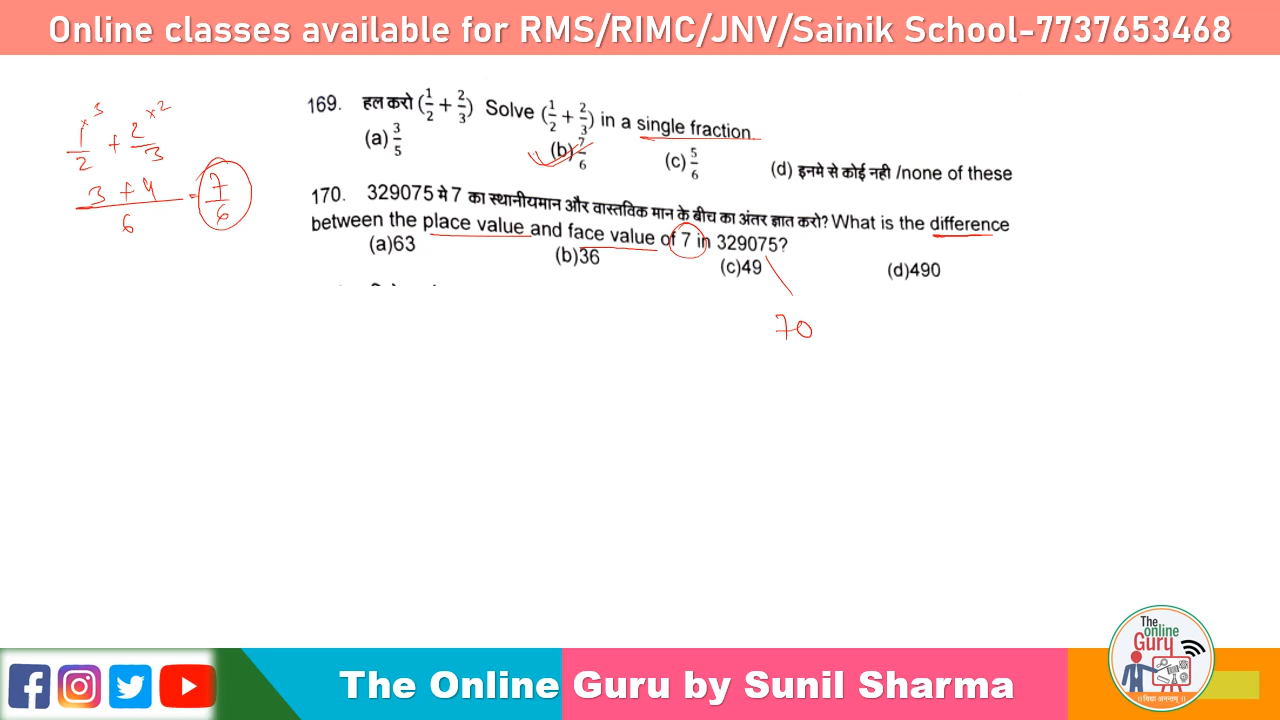 Online classes available for RMS/RIMC/JNV/Sainik School-7737653468
1/2 ×3 + 2/3 ×2
3+4/6 = 7/6
169. हल करो (1/2 + 2/3) Solve (1/2 + 2/3) in a single fraction
(a) 3/5 (b) 7/6 (c) 5/6 (d) इनमे से कोई नही /none of these
170. 329075 मे 7 का स्थानीयमान और वास्तविक मान के बीच का अंतर ज्ञात करो? What is the difference
between the place value and face value of 7 in 329075?
(a)63 (b)36 (c)49 (d)490
70
The online Guru
|| विद्या अनन्तम ||
The Online Guru by Sunil Sharma